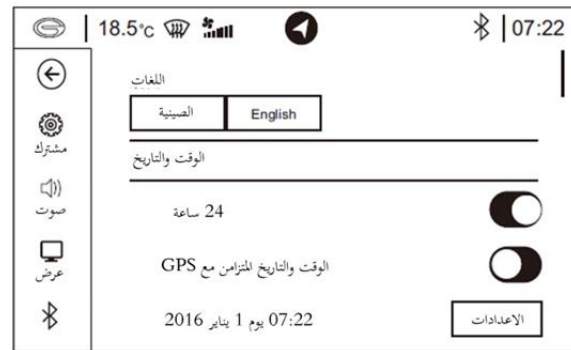 18.5°c 07:22
اللغات
الصينية English
الوقت والتاريخ
مشترك
24 ساعة
صوت
الوقت والتاريخ المتزامن مع GPS
عرض
07:22 يوم 1 يناير 2016
الاعدادات